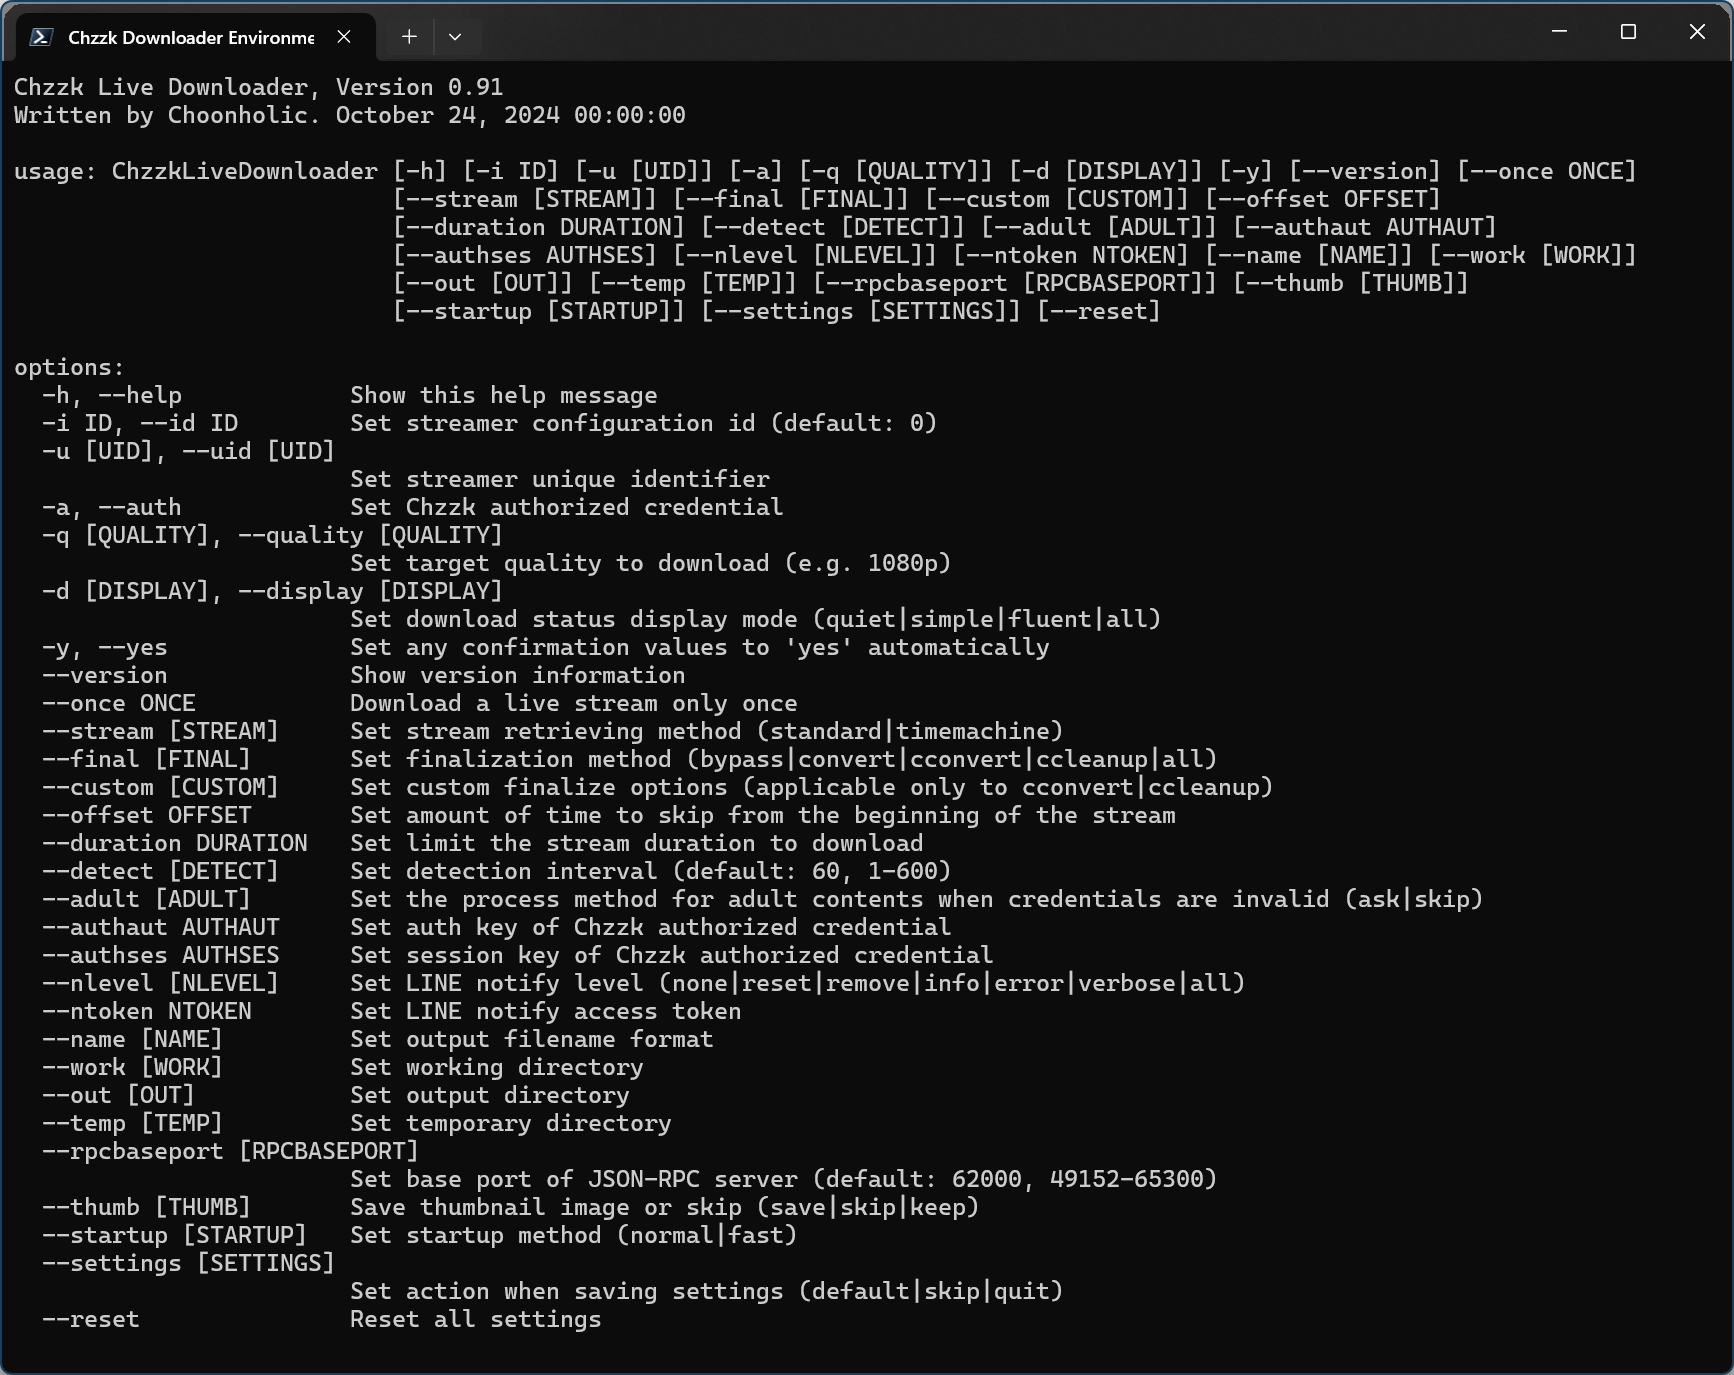 Chzzk Downloader Environme
Chzzk Live Downloader, Version 0.91
Written by Choonholic. October 24, 2024 00:00:00
usage: ChzzkLiveDownloader [-h] [-i ID] [-u [UID]] [-a] [-q [QUALITY]] [-d [DISPLAY]] [-y] [--version] [--once ONCE]
[--stream [STREAM]] [--final [FINAL]] [--custom [CUSTOM]] [--offset OFFSET]
[--duration DURATION] [--detect [DETECT]] [--adult [ADULT]] [--authaut AUTHAUT]
[--authses AUTHSES] [--nlevel [NLEVEL]] [--ntoken NTOKEN] [--name [NAME]] [--work [WORK]]
[--out [OUT]] [--temp [TEMP]] [--rpcbaseport [RPCBASEPORT]] [--thumb [THUMB]]
[--startup [STARTUP]] [--settings [SETTINGS]] [--reset]
options:
-h, --help Show this help message
-i ID, --id ID Set streamer configuration id (default: 0)
-u [UID], --uid [UID]
Set streamer unique identifier
-a, --auth Set Chzzk authorized credential
-q [QUALITY], --quality [QUALITY]
Set target quality to download (e.g. 1080p)
-d [DISPLAY], --display [DISPLAY]
Set download status display mode (quiet|simple|fluent|all)
-y, --yes Set any confirmation values to 'yes' automatically
--version Show version information
--once ONCE Download a live stream only once
--stream [STREAM] Set stream retrieving method (standard|timemachine)
--final [FINAL] Set finalization method (bypass|convert|cconvert|ccleanup|all)
--custom [CUSTOM] Set custom finalize options (applicable only to cconvert|ccleanup)
--offset OFFSET Set amount of time to skip from the beginning of the stream
--duration DURATION Set limit the stream duration to download
--detect [DETECT] Set detection interval (default: 60, 1-600)
--adult [ADULT] Set the process method for adult contents when credentials are invalid (ask|skip)
--authaut AUTHAUT Set auth key of Chzzk authorized credential
--authses AUTHSES Set session key of Chzzk authorized credential
--nlevel [NLEVEL] Set LINE notify level (none|reset|remove|info|error|verbose|all)
--ntoken NTOKEN Set LINE notify access token
--name [NAME] Set output filename format
--work [WORK] Set working directory
--out [OUT] Set output directory
--temp [TEMP] Set temporary directory
--rpcbaseport [RPCBASEPORT]
Set base port of JSON-RPC server (default: 62000, 49152-65300)
--thumb [THUMB] Save thumbnail image or skip (save|skip|keep)
--startup [STARTUP] Set startup method (normal|fast)
--settings [SETTINGS]
Set action when saving settings (default|skip|quit)
--reset Reset all settings